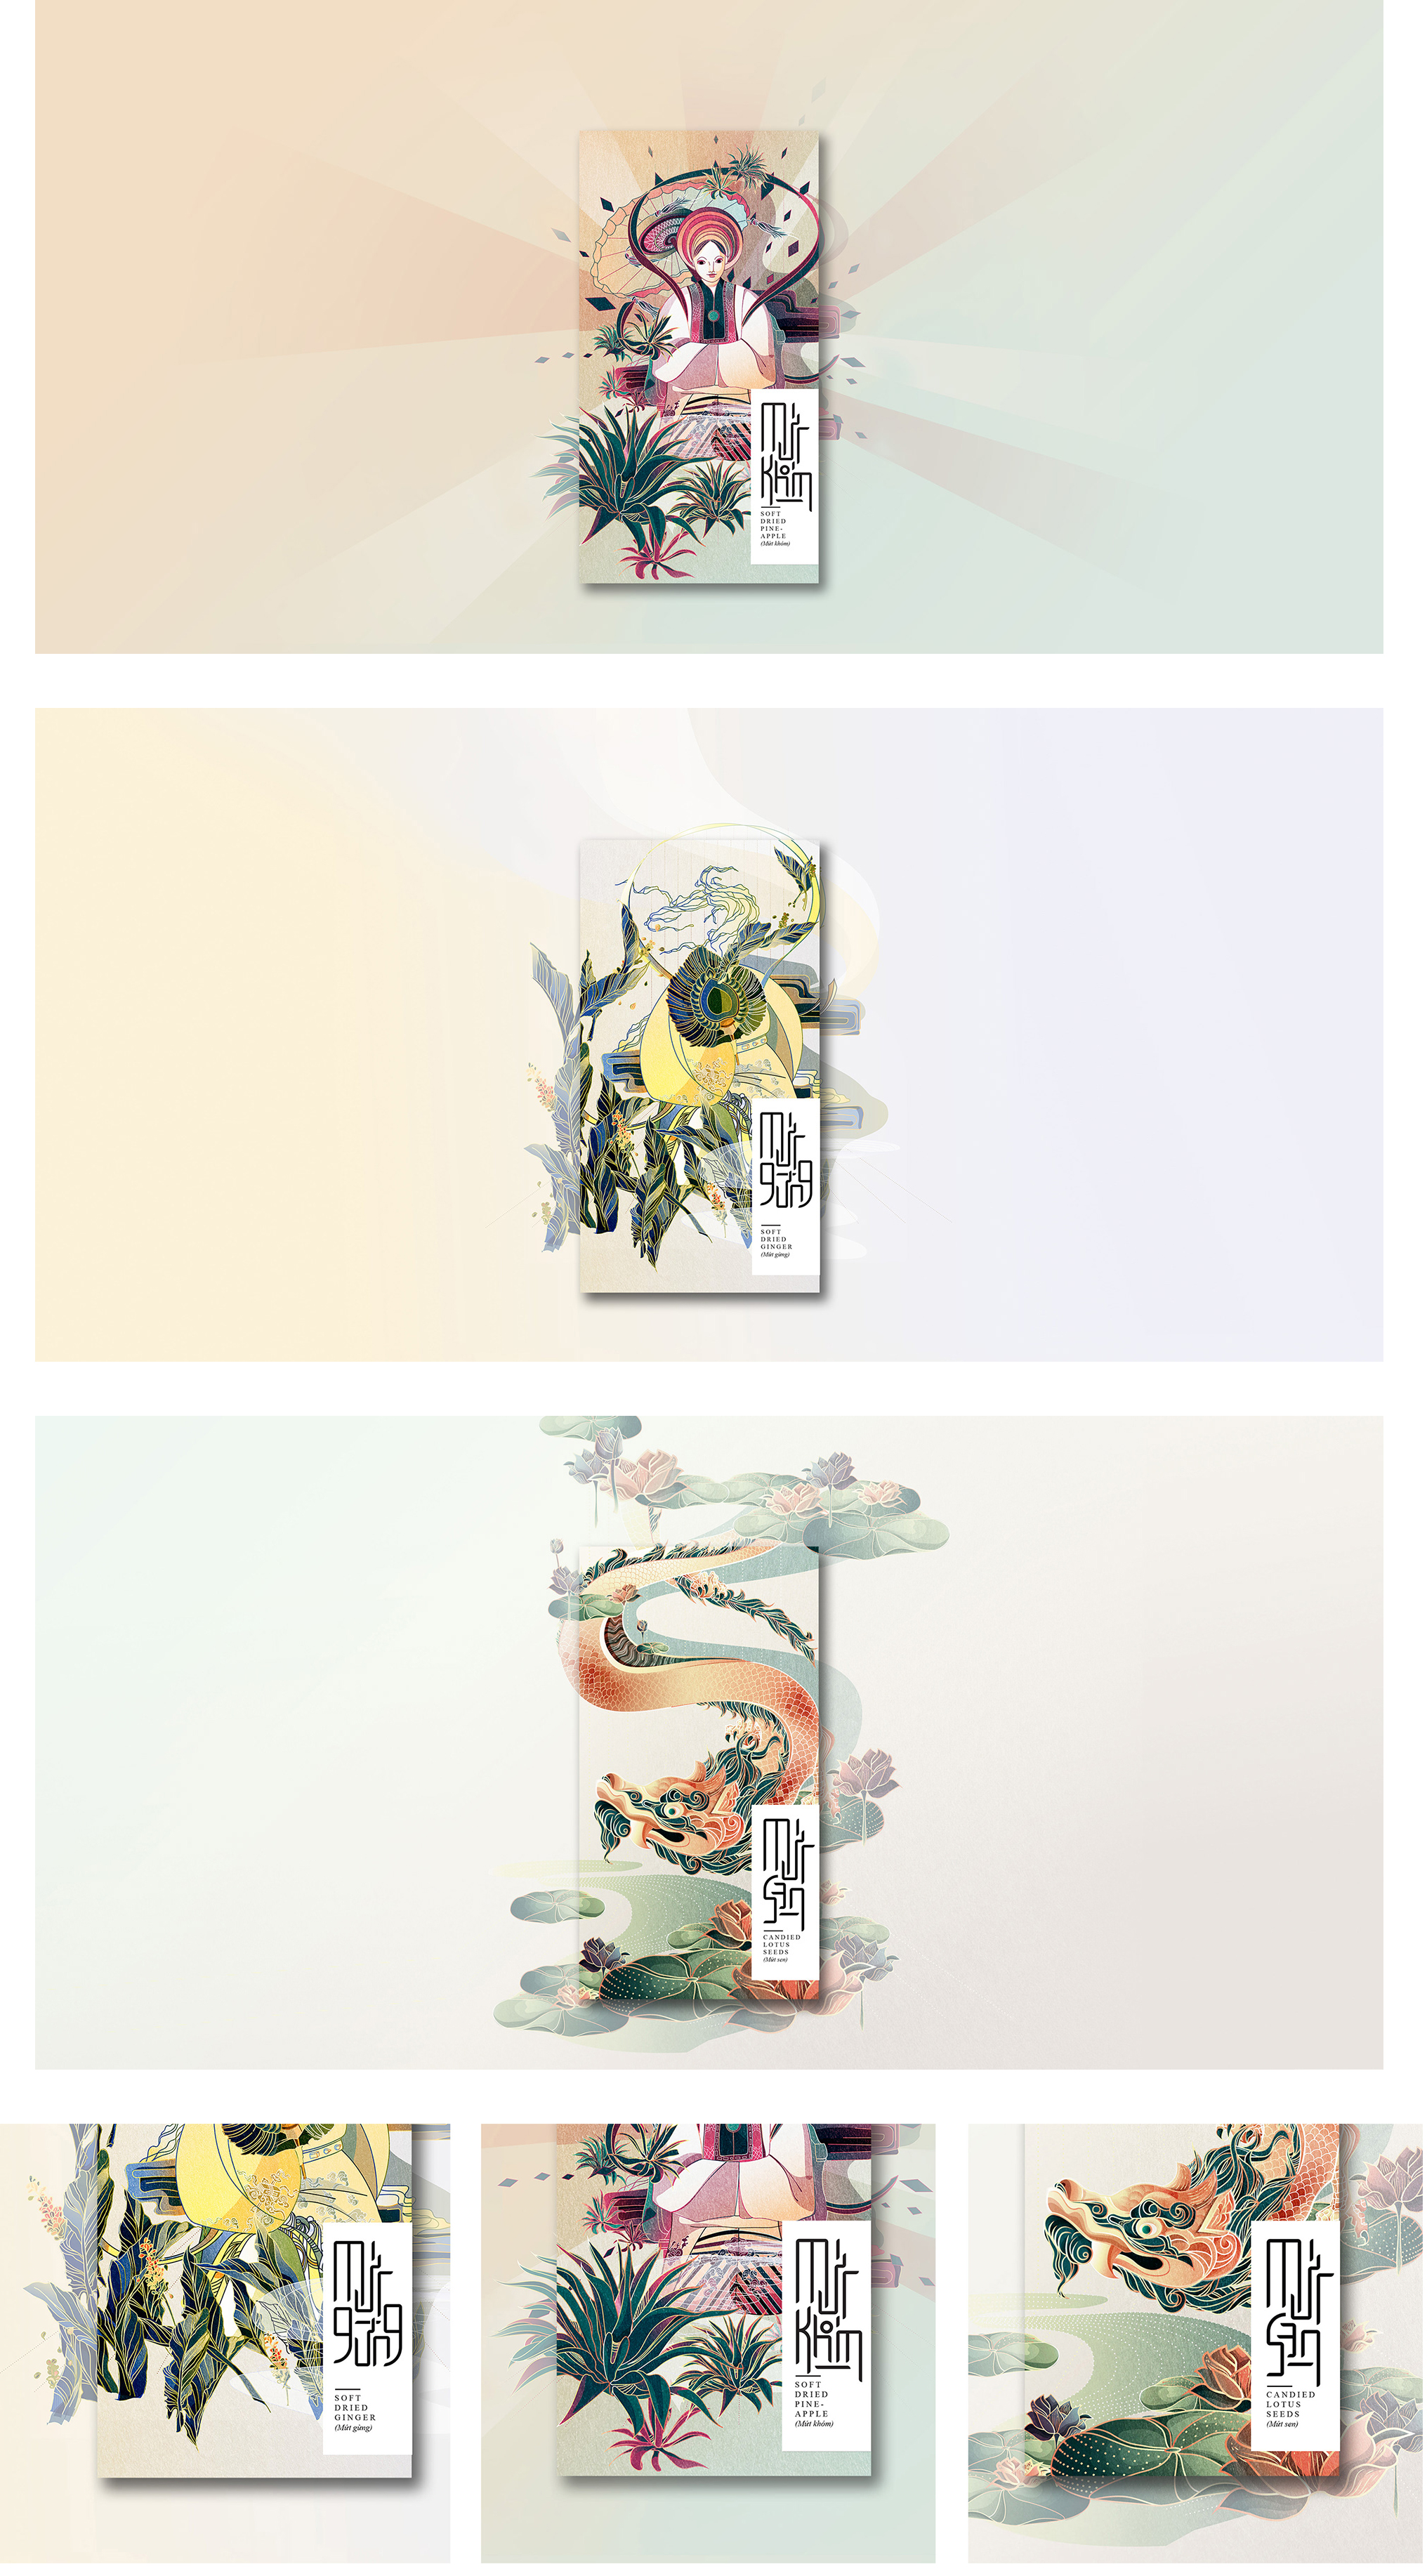 Mứt
Khóm
SOFT
DRIED
PINE-
APPLE
(Mứt khóm)
Mứt
gừng
SOFT
DRIED
GINGER
(Mứt gừng)
Mứt
Sen
CANDIED
LOTUS
SEEDS
(Mứt sen)
Mứt
gừng
SOFT
DRIED
GINGER
(Mứt gừng)
Mứt
Khóm
SOFT
DRIED
PINE-
APPLE
(Mứt khóm)
Mứt
Sen
CANDIED
LOTUS
SEEDS
(Mứt sen)